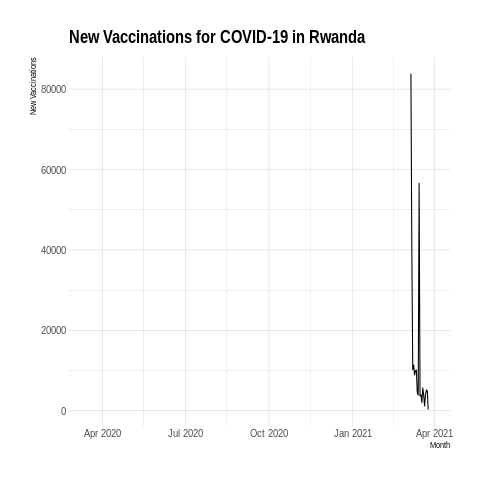 New Vaccinations for COVID-19 in Rwanda
New Vaccinations
80000
60000
40000
20000
0
Apr 2020 Jul 2020 Oct 2020 Jan 2021 Apr 2021
Month